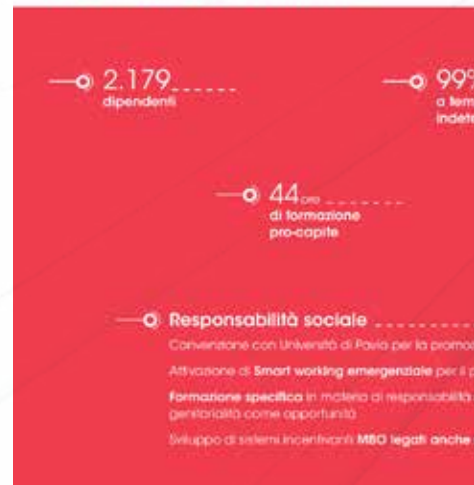 2.179
dipendenti
99%
a tem
indete
44 ore
di formazione
pro-capite
Responsabilità sociale
Convenzione con Università di Pavia per la promoz
Attivazione di Smart working emergenziale per il p
Formazione specifica in materia di responsabilità
genitorialità come opportunità
Sviluppo di sistemi incentivanti MBO legati anche